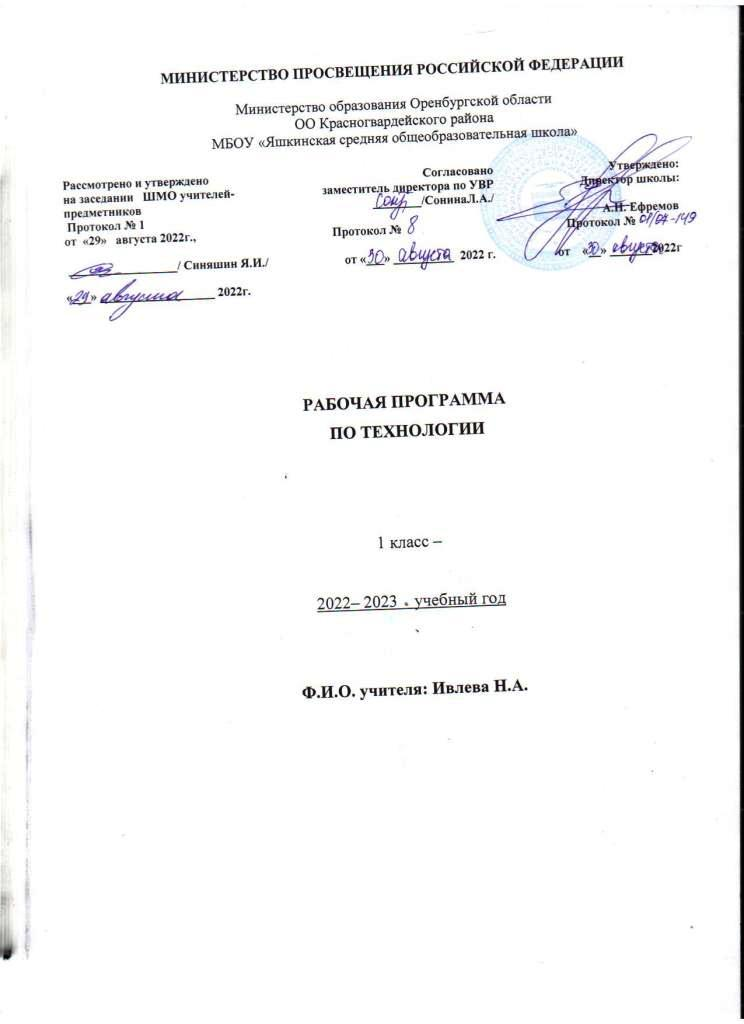 МИНИСТЕРСТВО ПРОСВЕЩЕНИЯ РОССИЙСКОЙ ФЕДЕРАЦИИ
Министерство образования Оренбургской области
ОО Красногвардейского района
МБОУ «Яшкинская средняя общеобразовательная школа»
Рассмотрено и утверждено
на заседании ШМО учителей-
предметников
Протокол № 1
от «29» августа 2022г.,
/ Синяшин Я.И./
«29» августа 2022г.
Согласовано
заместитель директора по УВР
/СонинаЛ.А./
Протокол № 8
от «30» августа 2022 г.
Утверждено:
Директор школы:
А.Н. Ефремов
Протокол № 01/07-149
от «30» августа 2022г
РАБОЧАЯ ПРОГРАММА
ПО ТЕХНОЛОГИИ
1 класс –
2022– 2023 учебный год
Ф.И.О. учителя: Ивлева Н.А.